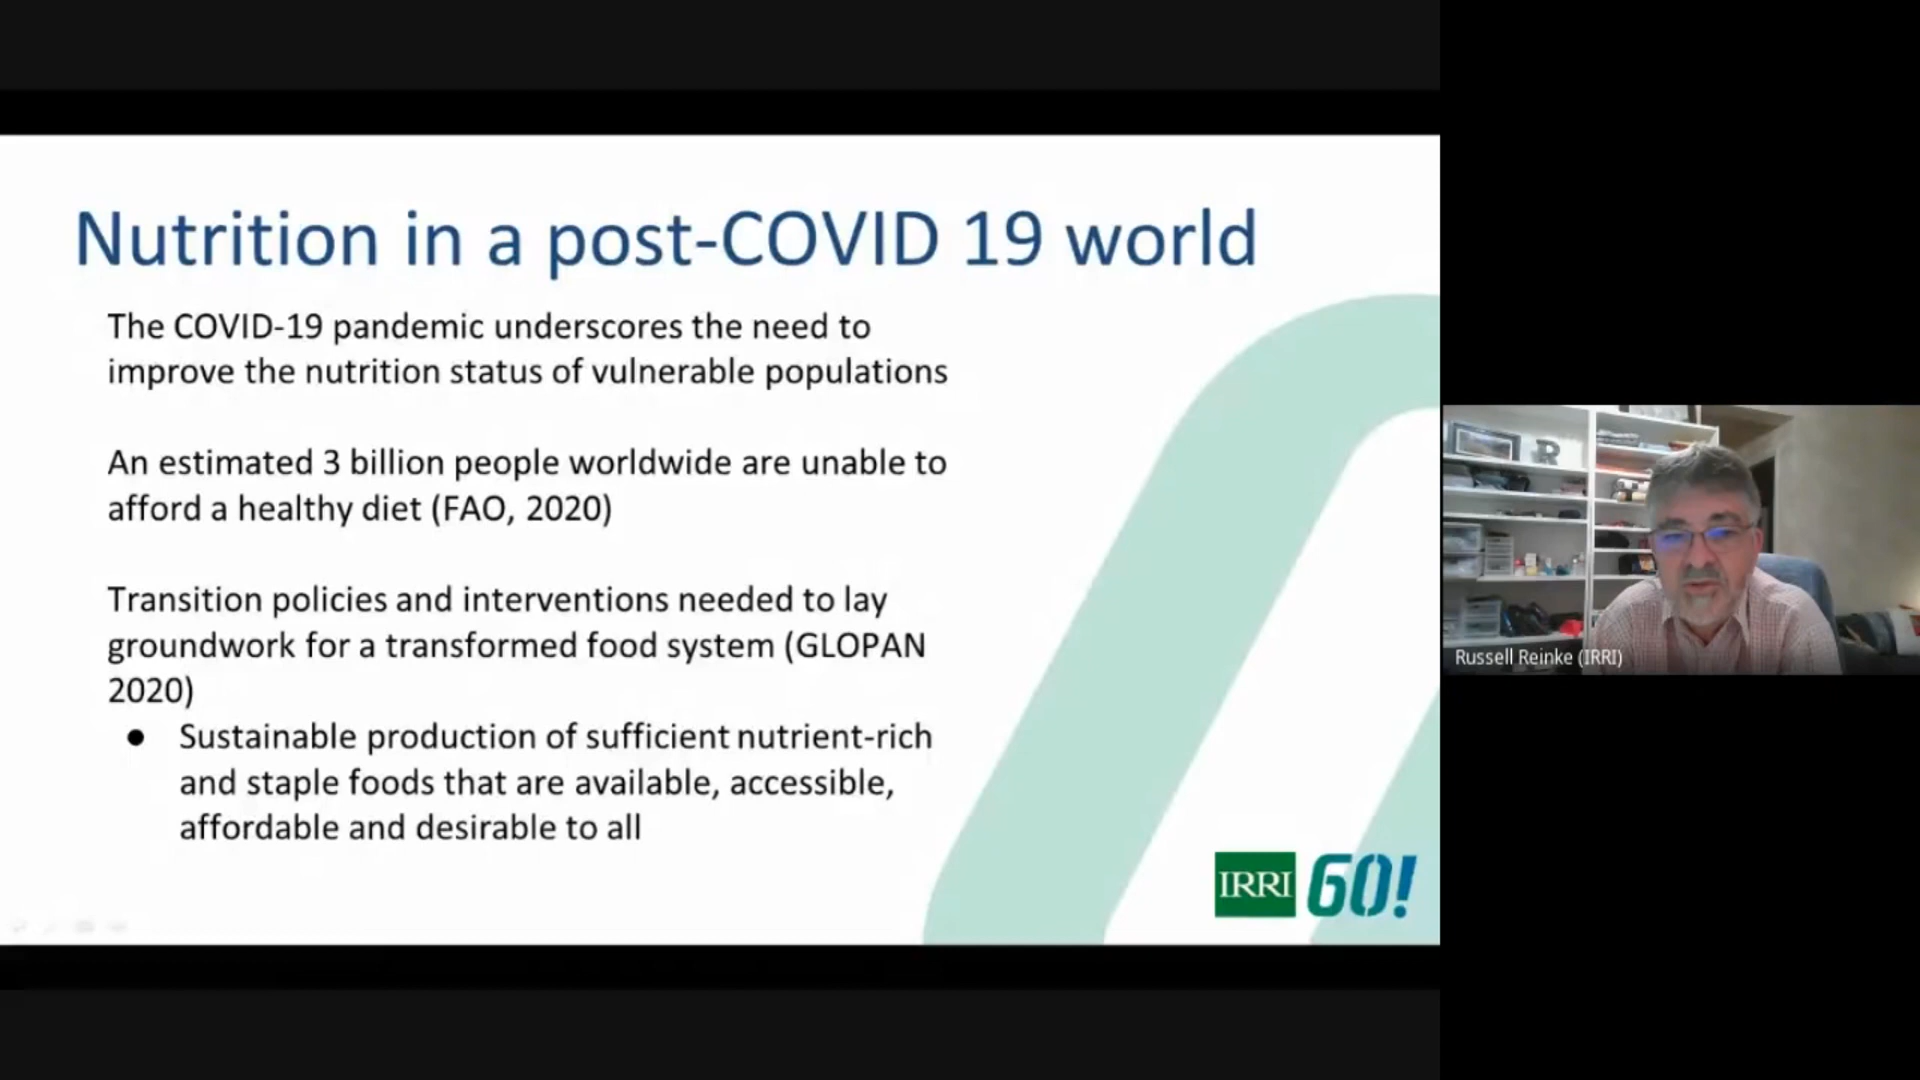 Nutrition in a post-COVID 19 world
The COVID-19 pandemic underscores the need to
improve the nutrition status of vulnerable populations
An estimated 3 billion people worldwide are unable to
afford a healthy diet (FAO, 2020)
Transition policies and interventions needed to lay
groundwork for a transformed food system (GLOPAN
2020)
● Sustainable production of sufficient nutrient-rich
and staple foods that are available, accessible,
affordable and desirable to all
IRRI 60!
R
Russell Reinke (IRRI)